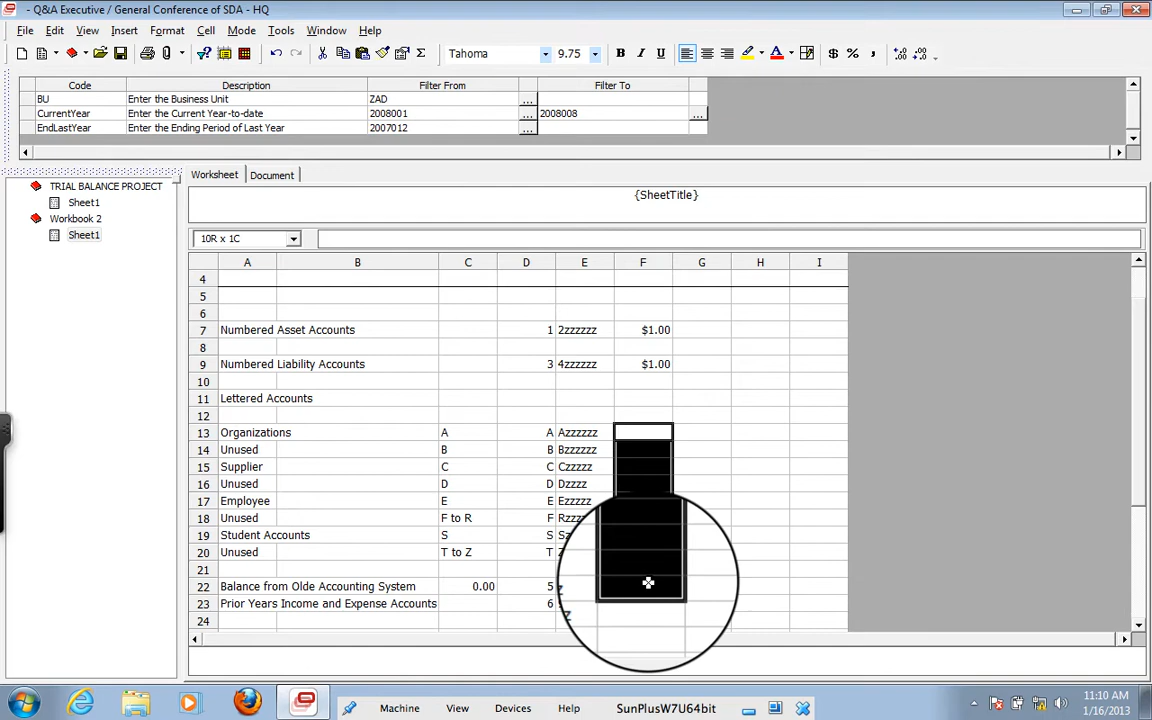 - Q&A Executive / General Conference of SDA - HQ
File Edit View Insert Format Cell Mode Tools Window Help
Tahoma 9.75 B I U A $ % ,
Code Description Filter From Filter To
BU Enter the Business Unit ZAD ...
CurrentYear Enter the Current Year-to-date 2008001 ... 2008008 ...
EndLastYear Enter the Ending Period of Last Year 2007012 ...
Worksheet Document
TRIAL BALANCE PROJECT
Sheet1
Workbook 2
Sheet1
{SheetTitle}
10R x 1C
A B C D E F G H I
4
5
6
7 Numbered Asset Accounts 1 2zzzzzz $1.00
8
9 Numbered Liability Accounts 3 4zzzzzz $1.00
10
11 Lettered Accounts
12
13 Organizations A A Azzzzzz
14 Unused B B Bzzzzzz
15 Supplier C C Czzzzz
16 Unused D D Dzzzz
17 Employee E E Ezzzzz
18 Unused F to R F Rzzz
19 Student Accounts S S
20 Unused T to Z T
21
22 Balance from Olde Accounting System 0.00 5
23 Prior Years Income and Expense Accounts 6
24
Machine View Devices Help SunPlusW7U64bit
11:10 AM
1/16/2013